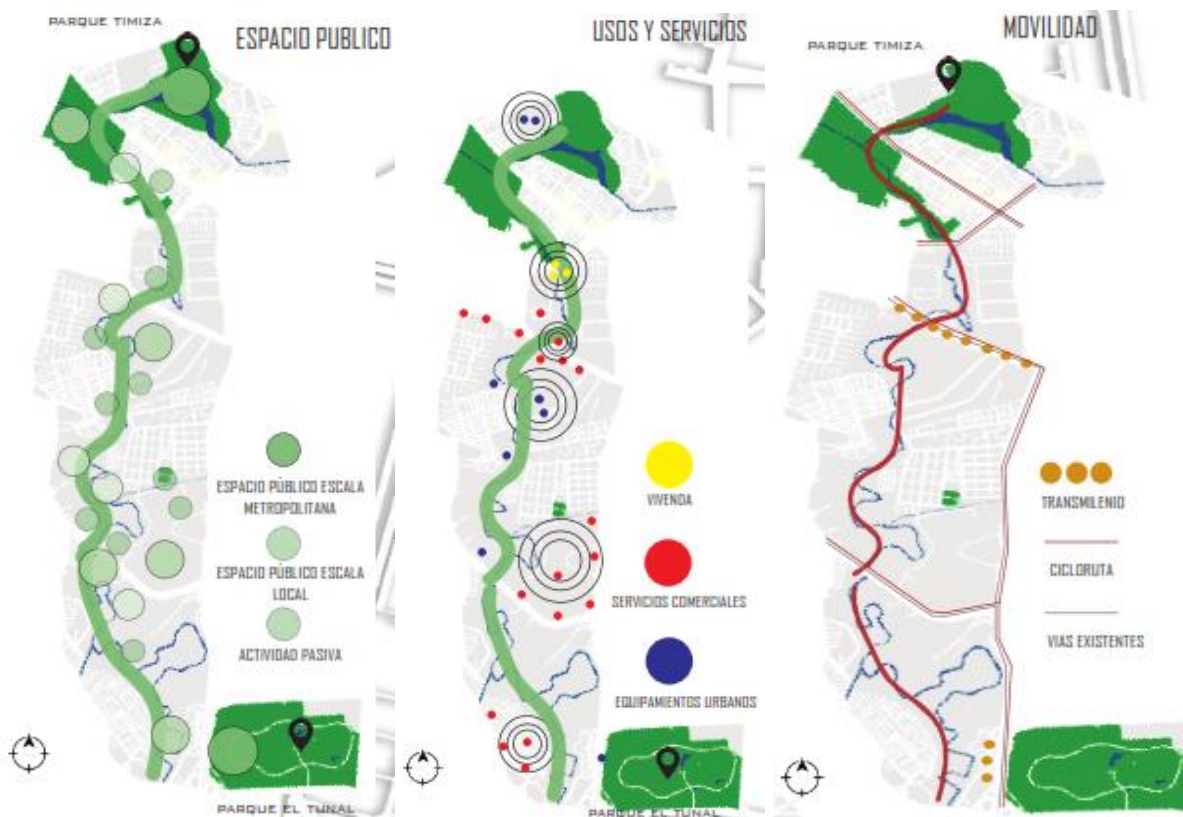 PARQUE TIMIZA
ESPACIO PUBLICO
ESPACIO PÚBLICO ESCALA
METROPOLITANA
ESPACIO PÚBLICO ESCALA
LOCAL
ACTIVIDAD PASIVA
PARQUE EL TUNAL
USOS Y SERVICIOS
VIVENDA
SERVICIOS COMERCIALES
EQUIPAMIENTOS URBANOS
PARQUE EL TUNAL
MOVILIDAD
PARQUE TIMIZA
TRANSMILENIO
CICLORUTA
VIAS EXISTENTES